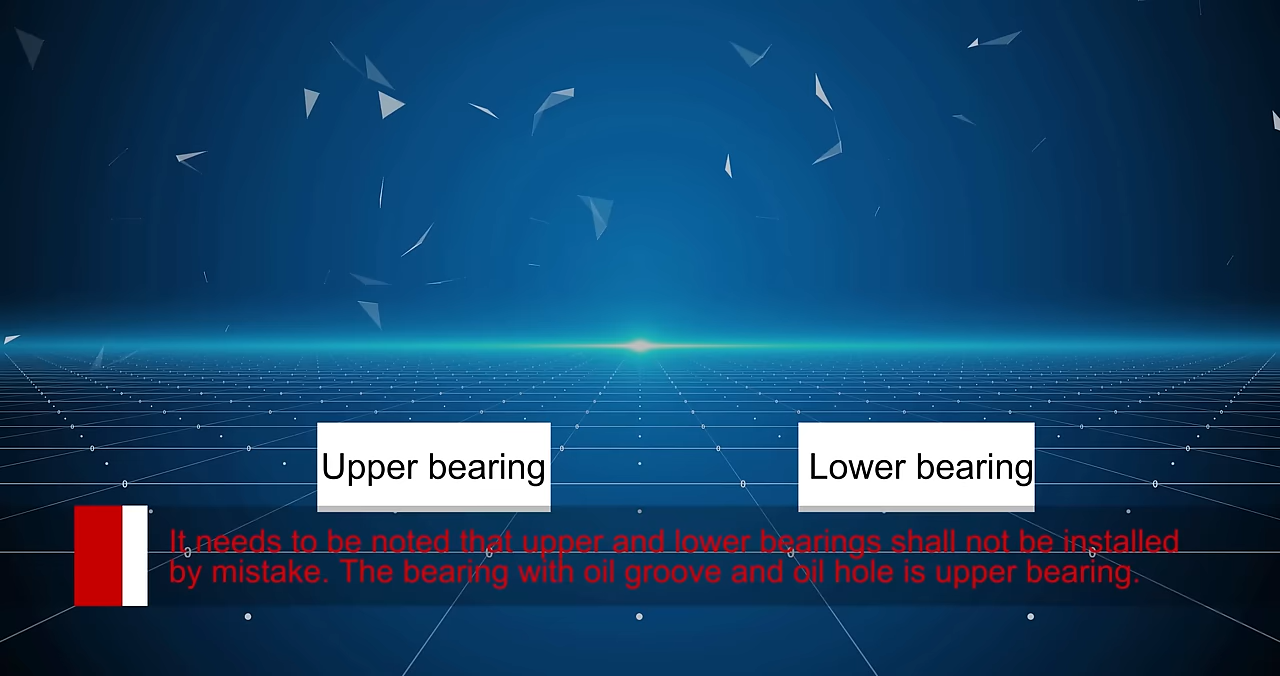 Upper bearing
Lower bearing
It needs to be noted that upper and lower bearings shall not be installed
by mistake. The bearing with oil groove and oil hole is upper bearing.